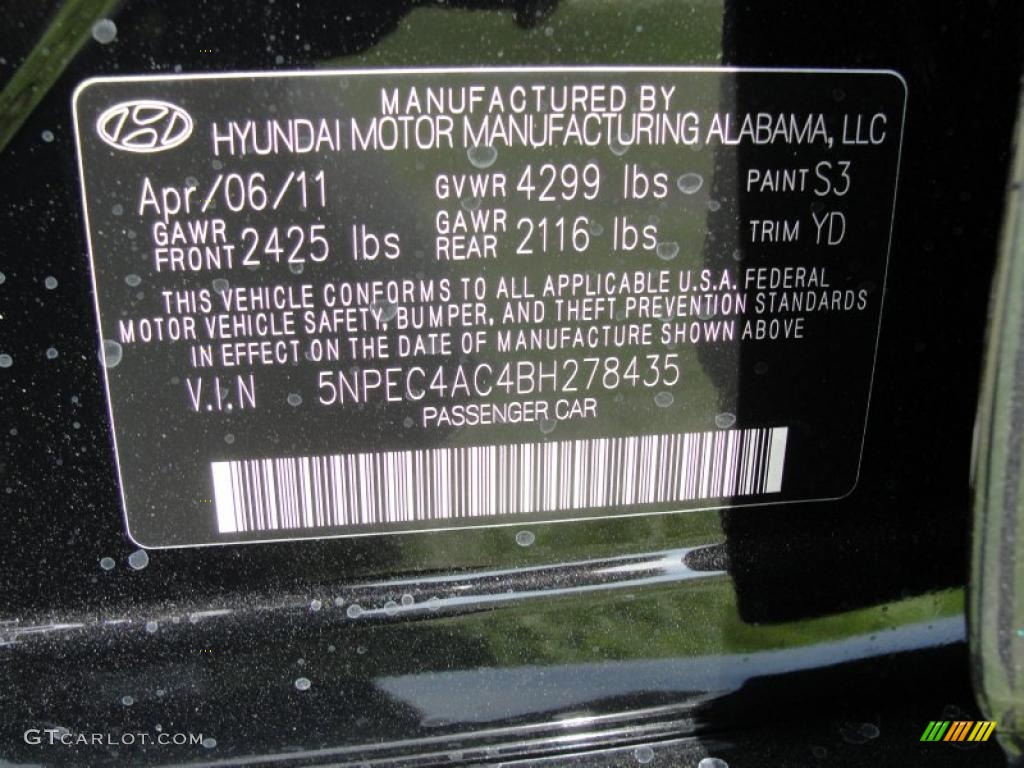 MANUFACTURED BY
HYUNDAI MOTOR MANUFACTURING ALABAMA, LLC
Apr/06/11 GVWR 4299 lbs PAINT S3
GAWR FRONT 2425 lbs GAWR REAR 2116 lbs TRIM YD
THIS VEHICLE CONFORMS TO ALL APPLICABLE U.S.A. FEDERAL
MOTOR VEHICLE SAFETY, BUMPER, AND THEFT PREVENTION STANDARDS
IN EFFECT ON THE DATE OF MANUFACTURE SHOWN ABOVE
V.I.N 5NPEC4AC4BH278435
PASSENGER CAR
GTCARLOT.COM